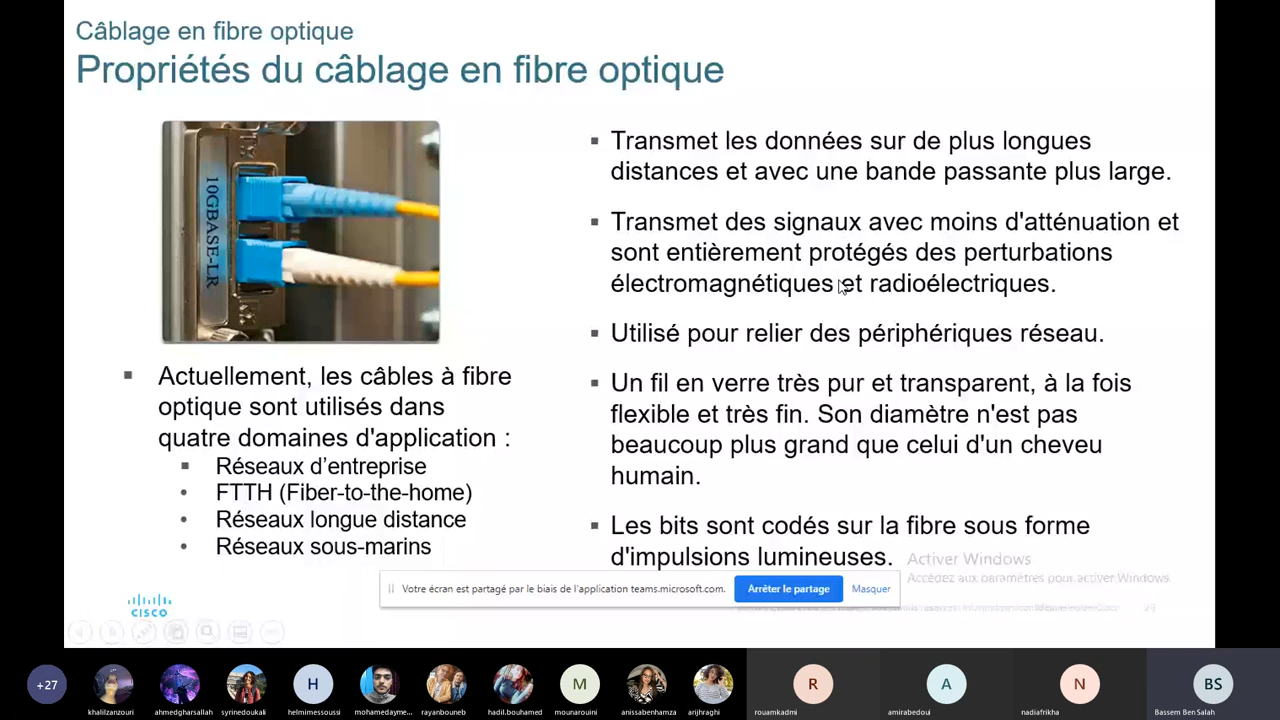 Câblage en fibre optique
Propriétés du câblage en fibre optique
10GBASE-LR
Actuellement, les câbles à fibre
optique sont utilisés dans
quatre domaines d'application :
Réseaux d’entreprise
FTTH (Fiber-to-the-home)
Réseaux longue distance
Réseaux sous-marins
Transmet les données sur de plus longues
distances et avec une bande passante plus large.
Transmet des signaux avec moins d'atténuation et
sont entièrement protégés des perturbations
électromagnétiques et radioélectriques.
Utilisé pour relier des périphériques réseau.
Un fil en verre très pur et transparent, à la fois
flexible et très fin. Son diamètre n'est pas
beaucoup plus grand que celui d'un cheveu
humain.
Les bits sont codés sur la fibre sous forme
d'impulsions lumineuses.
Activer Windows
Accédez aux paramètres pour activer Windows.
Votre écran est partagé par le biais de l'application teams.microsoft.com.
Arrêter le partage
Masquer
CISCO
+27
H
M
R
A
N
BS
khalilzanzouri
ahmedgharsallah
syrinedoukali
helmimessoussi
mohamedayme...
rayanbouneb
hadil.bouhamed
mounarouini
anissabenhamza
arijhraghi
rouamkadmi
amirabedoui
nadiafrikha
Bassem Ben Salah